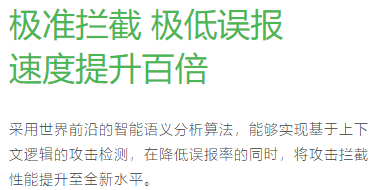 极准拦截 极低误报
速度提升百倍
采用世界前沿的智能语义分析算法，能够实现基于上下
文逻辑的攻击检测，在降低误报率的同时，将攻击拦截
性能提升至全新水平。